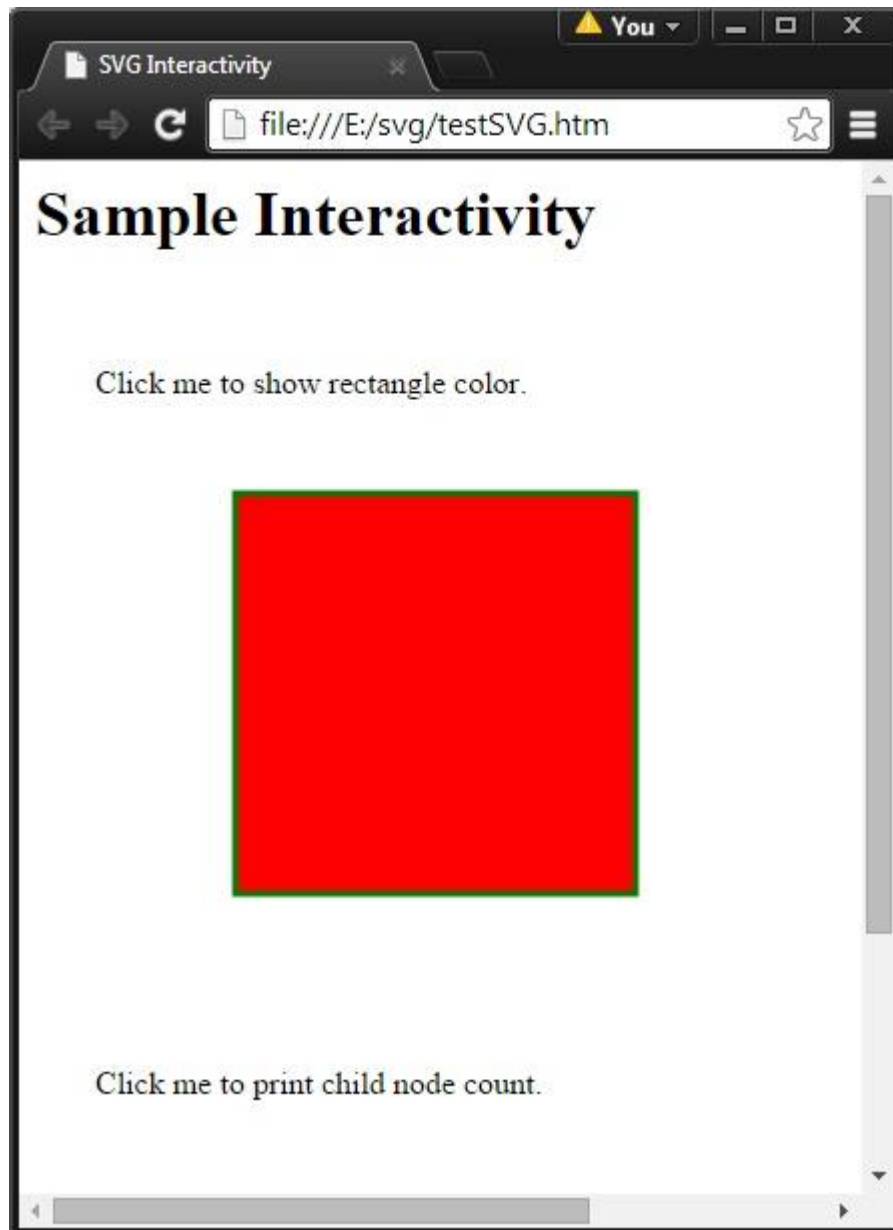 You
SVG Interactivity
file:///E:/svg/testSVG.htm
Sample Interactivity
Click me to show rectangle color.
Click me to print child node count.